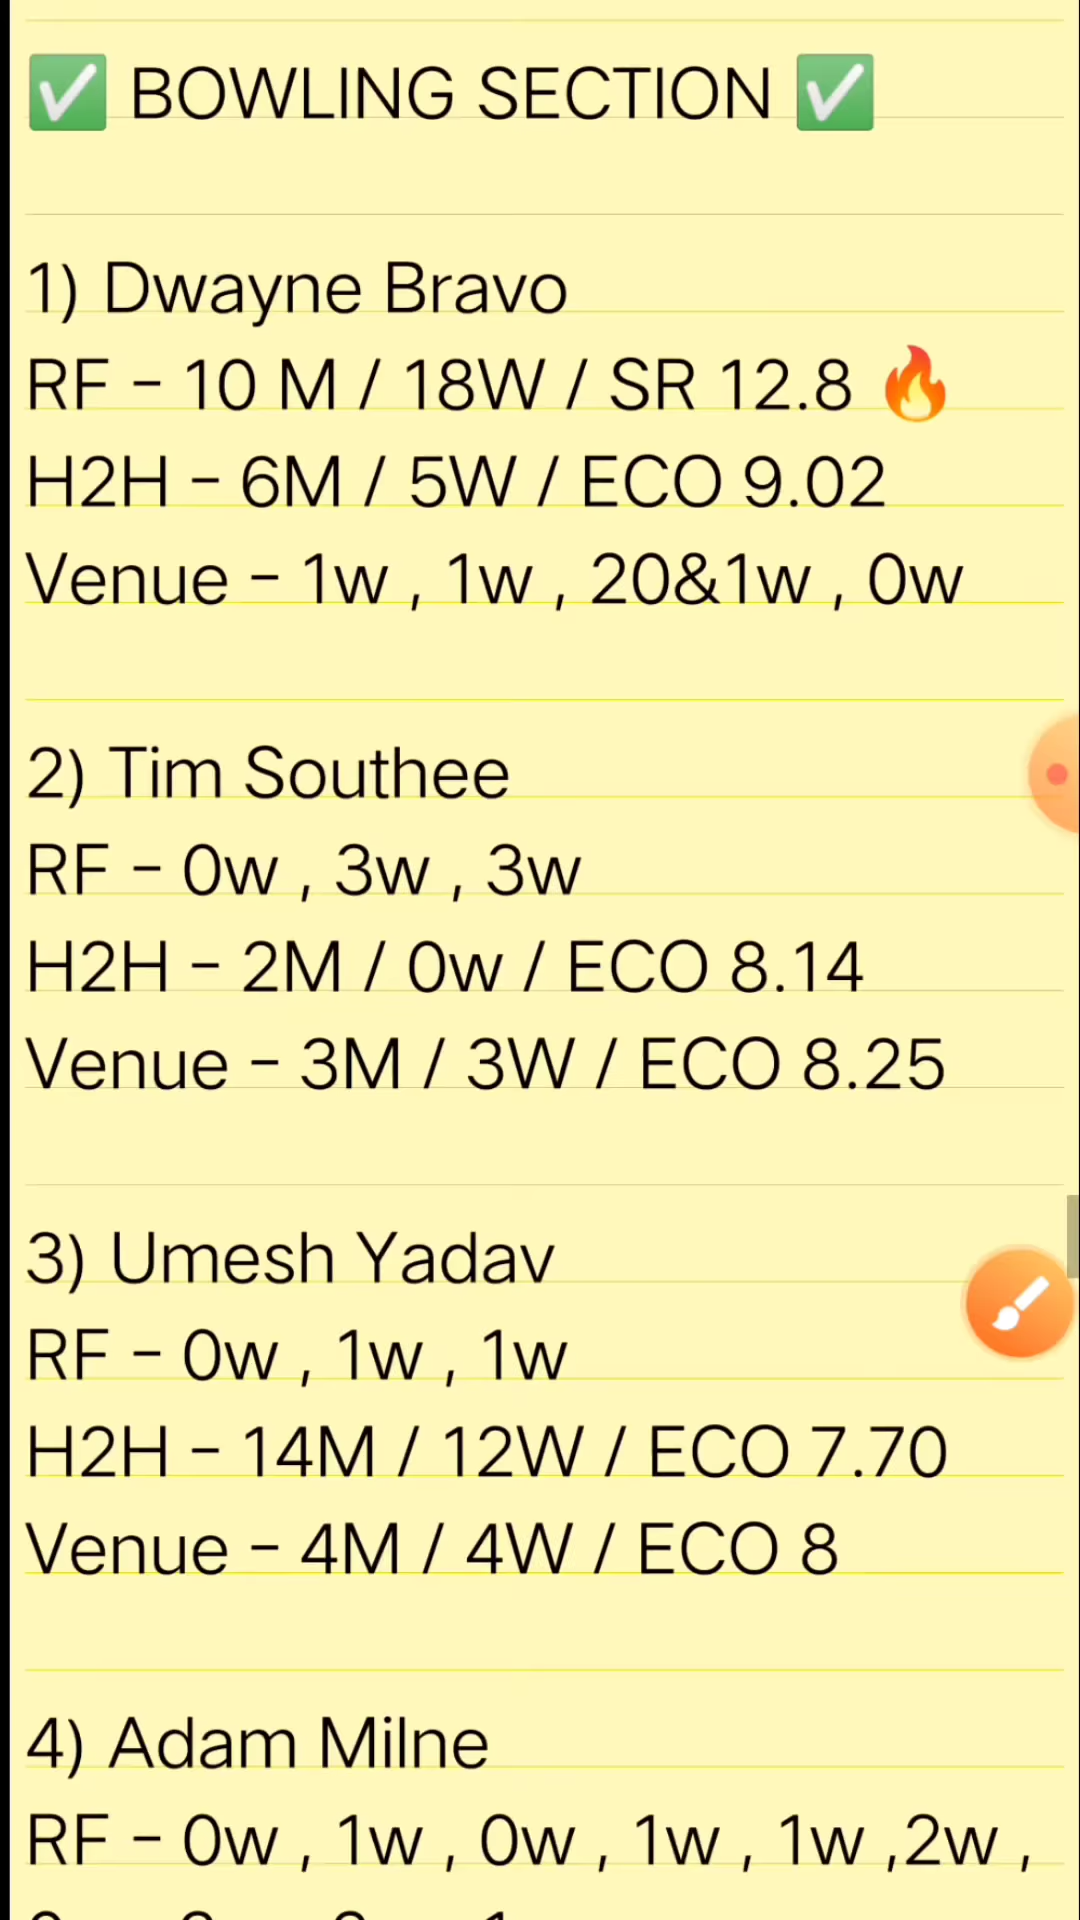 ✅ BOWLING SECTION ✅
1) Dwayne Bravo
RF - 10 M / 18W / SR 12.8 🔥
H2H - 6M / 5W / ECO 9.02
Venue - 1w , 1w , 20&1w , 0w
2) Tim Southee
RF - 0w , 3w , 3w
H2H - 2M / 0w / ECO 8.14
Venue - 3M / 3W / ECO 8.25
3) Umesh Yadav
RF - 0w , 1w , 1w
H2H - 14M / 12W / ECO 7.70
Venue - 4M / 4W / ECO 8
4) Adam Milne
RF - 0w , 1w , 0w , 1w , 1w ,2w ,